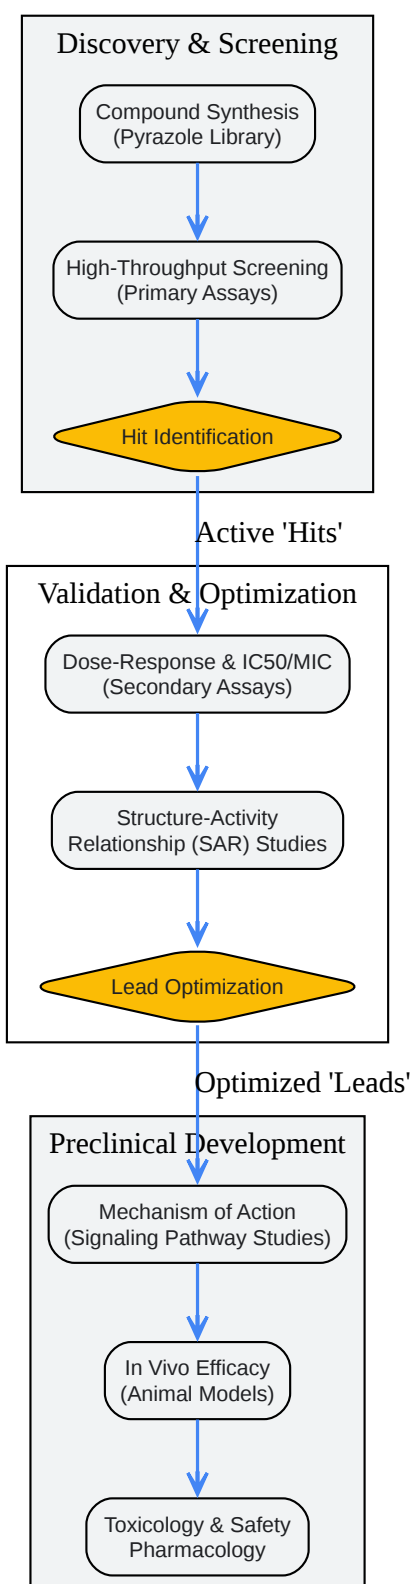 Discovery & Screening
Compound Synthesis
(Pyrazole Library)
High-Throughput Screening
(Primary Assays)
Hit Identification
Active 'Hits'
Validation & Optimization
Dose-Response & IC50/MIC
(Secondary Assays)
Structure-Activity
Relationship (SAR) Studies
Lead Optimization
Optimized 'Leads'
Preclinical Development
Mechanism of Action
(Signaling Pathway Studies)
In Vivo Efficacy
(Animal Models)
Toxicology & Safety
Pharmacology